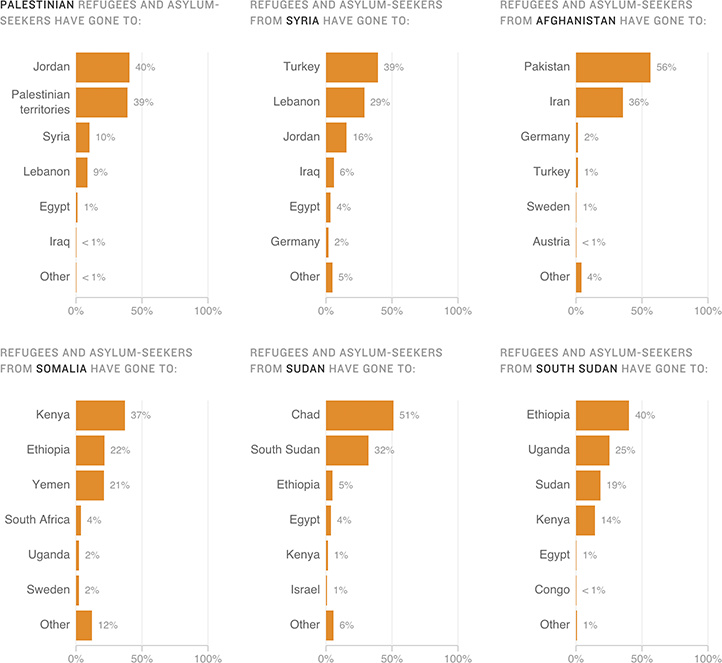 PALESTINIAN REFUGEES AND ASYLUM-
SEEKERS HAVE GONE TO:
Jordan 40%
Palestinian
territories 39%
Syria 10%
Lebanon 9%
Egypt 1%
Iraq < 1%
Other < 1%
0% 50% 100%
REFUGEES AND ASYLUM-SEEKERS
FROM SYRIA HAVE GONE TO:
Turkey 39%
Lebanon 29%
Jordan 16%
Iraq 6%
Egypt 4%
Germany 2%
Other 5%
0% 50% 100%
REFUGEES AND ASYLUM-SEEKERS
FROM AFGHANISTAN HAVE GONE TO:
Pakistan 56%
Iran 36%
Germany 2%
Turkey 1%
Sweden 1%
Austria < 1%
Other 4%
0% 50% 100%
REFUGEES AND ASYLUM-SEEKERS
FROM SOMALIA HAVE GONE TO:
Kenya 37%
Ethiopia 22%
Yemen 21%
South Africa 4%
Uganda 2%
Sweden 2%
Other 12%
0% 50% 100%
REFUGEES AND ASYLUM-SEEKERS
FROM SUDAN HAVE GONE TO:
Chad 51%
South Sudan 32%
Ethiopia 5%
Egypt 4%
Kenya 1%
Israel 1%
Other 6%
0% 50% 100%
REFUGEES AND ASYLUM-SEEKERS
FROM SOUTH SUDAN HAVE GONE TO:
Ethiopia 40%
Uganda 25%
Sudan 19%
Kenya 14%
Egypt 1%
Congo < 1%
Other 1%
0% 50% 100%